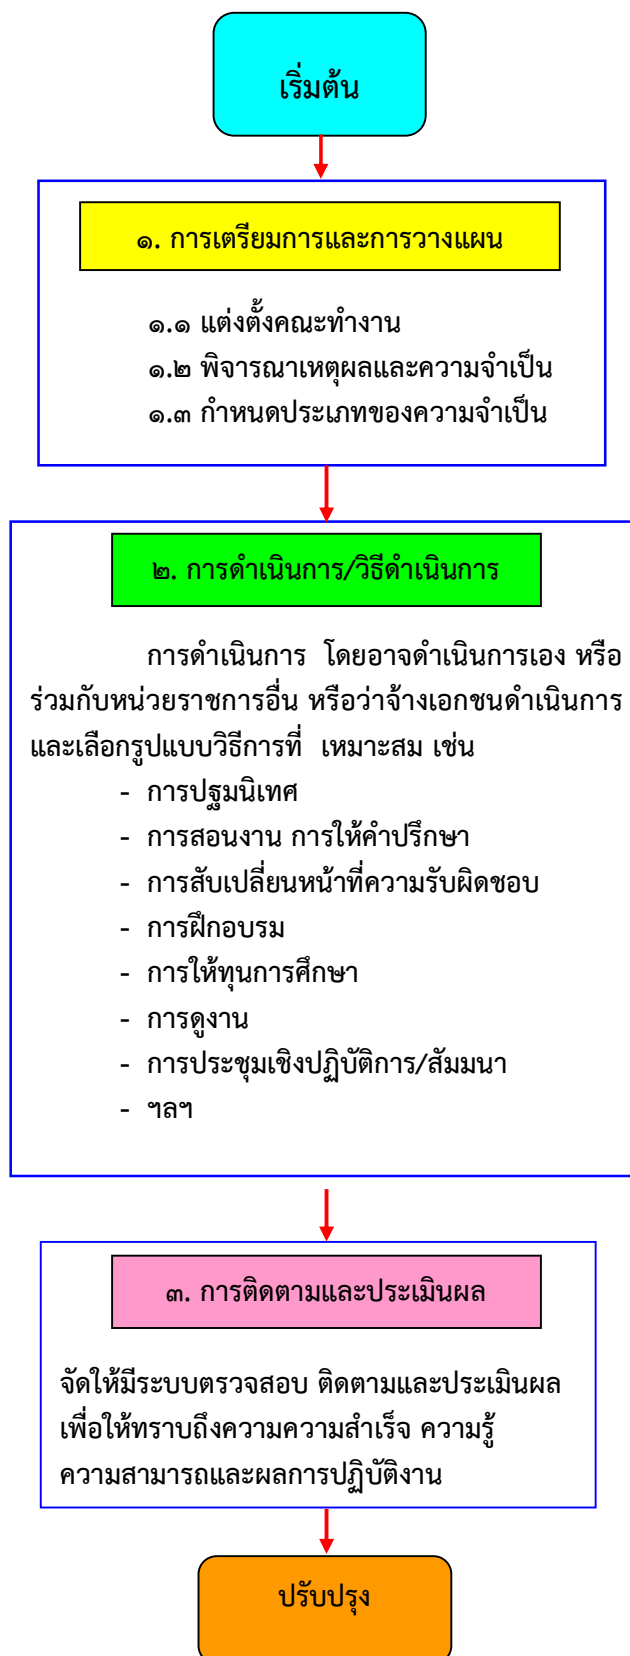 เริ่มต้น
๑. การเตรียมการและการวางแผน
๑.๑ แต่งตั้งคณะทำงาน
๑.๒ พิจารณาเหตุผลและความจำเป็น
๑.๓ กำหนดประเภทของความจำเป็น
๒. การดำเนินการ/วิธีดำเนินการ
การดำเนินการ โดยอาจดำเนินการเอง หรือ
ร่วมกับหน่วยราชการอื่น หรือว่าจ้างเอกชนดำเนินการ
และเลือกรูปแบบวิธีการที่ เหมาะสม เช่น
- การปฐมนิเทศ
- การสอนงาน การให้คำปรึกษา
- การสับเปลี่ยนหน้าที่ความรับผิดชอบ
- การฝึกอบรม
- การให้ทุนการศึกษา
- การดูงาน
- การประชุมเชิงปฏิบัติการ/สัมมนา
- ฯลฯ
๓. การติดตามและประเมินผล
จัดให้มีระบบตรวจสอบ ติดตามและประเมินผล
เพื่อให้ทราบถึงความความสำเร็จ ความรู้
ความสามารถและผลการปฏิบัติงาน
ปรับปรุง